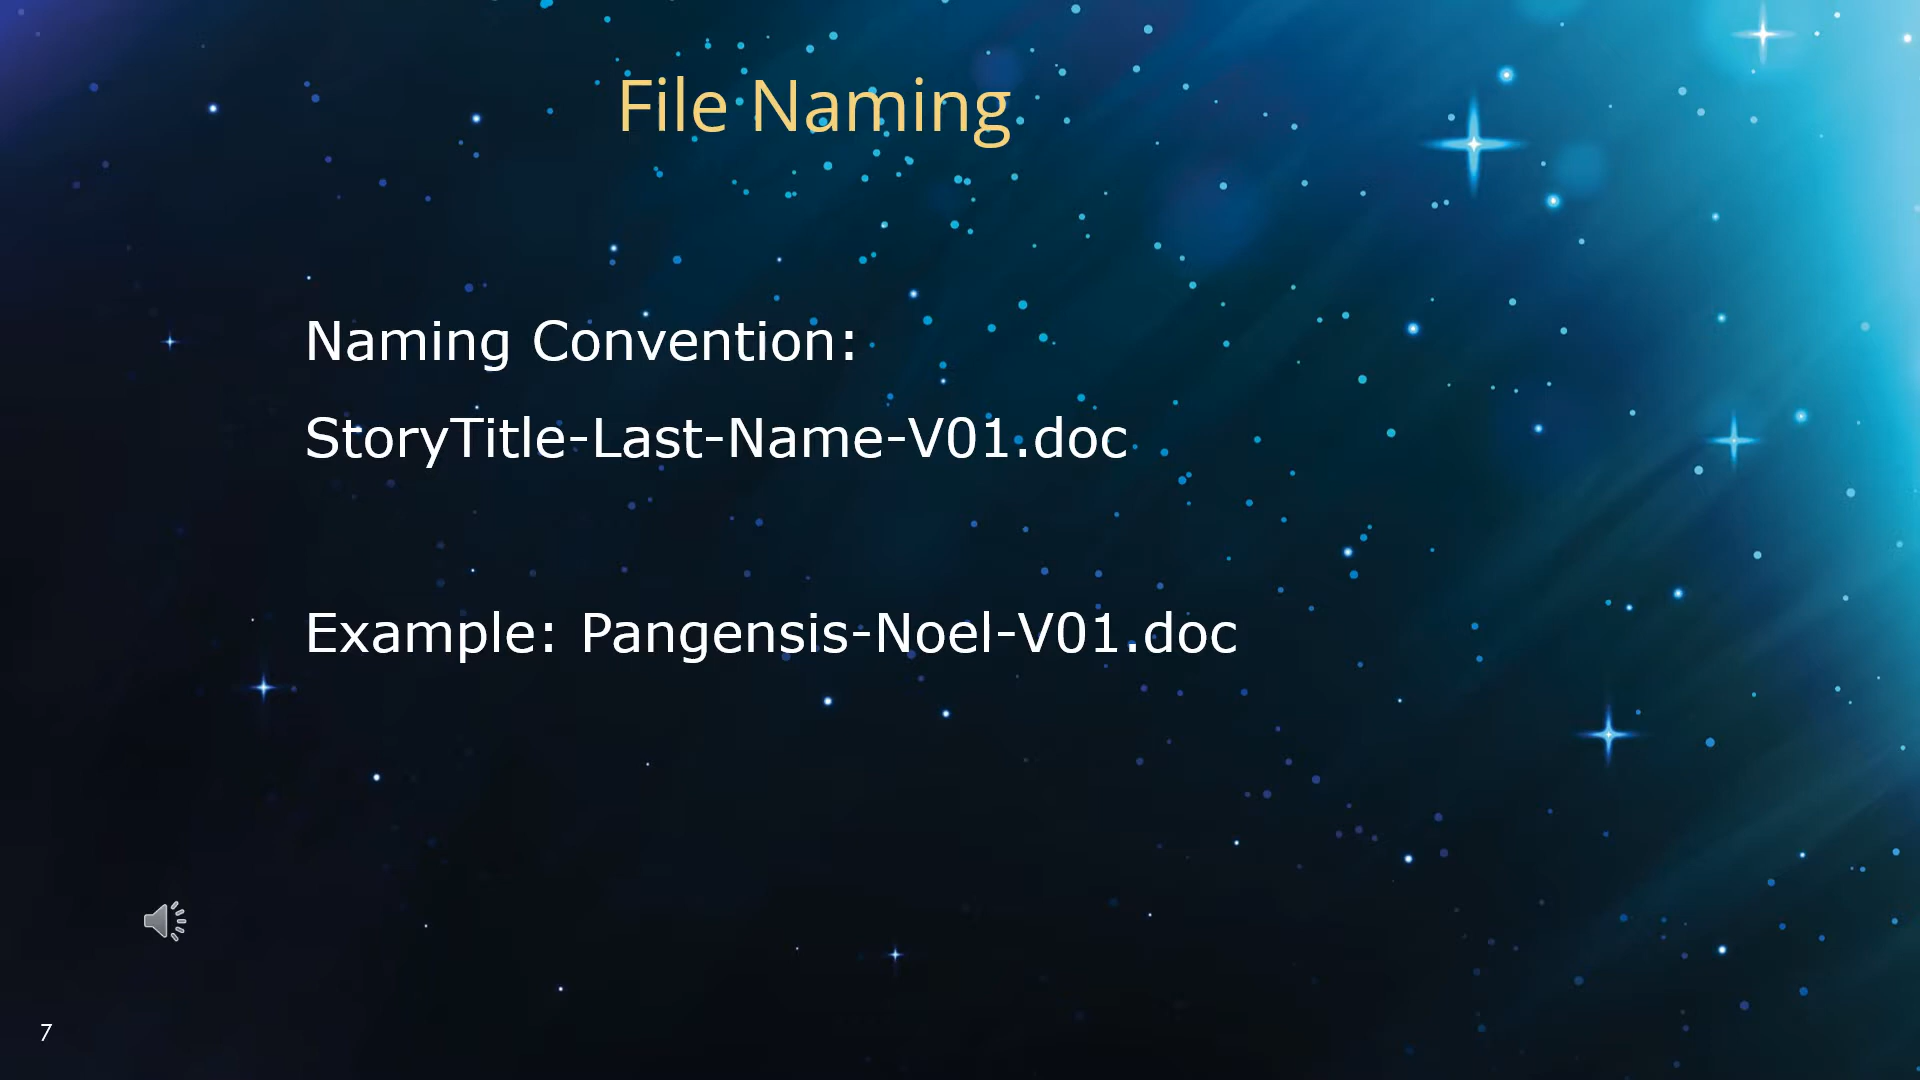 File Naming
Naming Convention:
StoryTitle-Last-Name-V01.doc
Example: Pangensis-Noel-V01.doc
7